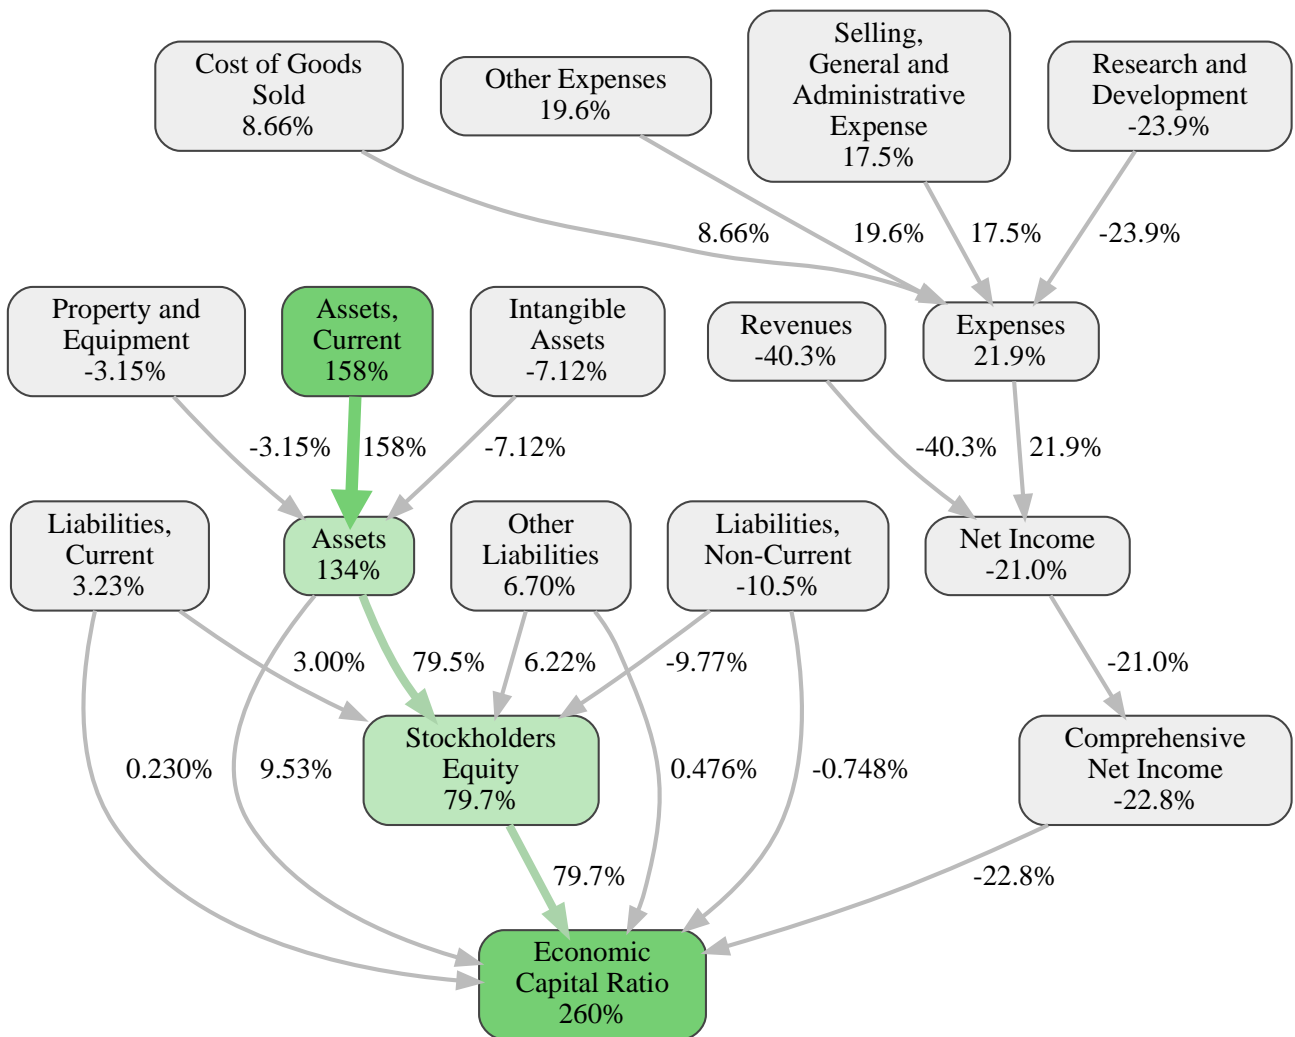 Cost of Goods
Sold
8.66%
Other Expenses
19.6%
Selling,
General and
Administrative
Expense
17.5%
Research and
Development
-23.9%
8.66%
19.6%
17.5%
-23.9%
Property and
Equipment
-3.15%
Assets,
Current
158%
Intangible
Assets
-7.12%
Revenues
-40.3%
Expenses
21.9%
-3.15%
158%
-7.12%
-40.3%
21.9%
Liabilities,
Current
3.23%
Assets
134%
Other
Liabilities
6.70%
Liabilities,
Non-Current
-10.5%
Net Income
-21.0%
3.00%
79.5%
6.22%
-9.77%
-21.0%
0.230%
9.53%
Stockholders
Equity
79.7%
0.476%
-0.748%
Comprehensive
Net Income
-22.8%
79.7%
-22.8%
Economic
Capital Ratio
260%